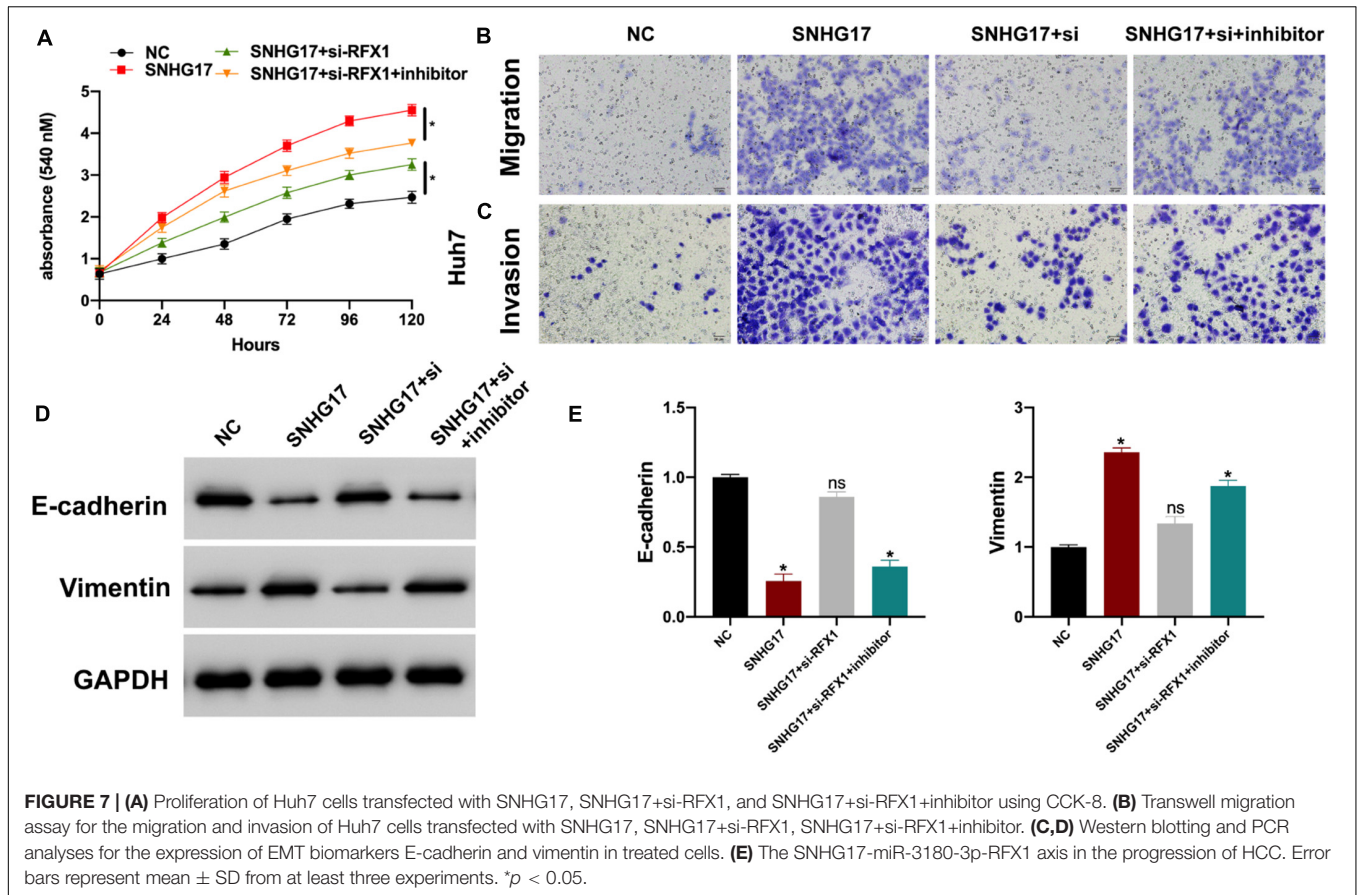 A
NC
SNHG17
SNHG17+si-RFX1
SNHG17+si-RFX1+inhibitor
absorbance (540 nM)
5
4
3
2
1
0
0 24 48 72 96 120
Hours
*
*
B
NC SNHG17 SNHG17+si SNHG17+si+inhibitor
Migration
C
Invasion
Huh7
D
NC SNHG17 SNHG17+si SNHG17+si
+inhibitor
E-cadherin
Vimentin
GAPDH
E
E-cadherin
1.5
1.0
0.5
0.0
* ns *
NC SNHG17 SNHG17+si-RFX1 SNHG17+si-RFX1+inhibitor
Vimentin
3
2
1
0
* ns *
NC SNHG17 SNHG17+si-RFX1 SNHG17+si-RFX1+inhibitor
FIGURE 7 | (A) Proliferation of Huh7 cells transfected with SNHG17, SNHG17+si-RFX1, and SNHG17+si-RFX1+inhibitor using CCK-8. (B) Transwell migration
assay for the migration and invasion of Huh7 cells transfected with SNHG17, SNHG17+si-RFX1, SNHG17+si-RFX1+inhibitor. (C,D) Western blotting and PCR
analyses for the expression of EMT biomarkers E-cadherin and vimentin in treated cells. (E) The SNHG17-miR-3180-3p-RFX1 axis in the progression of HCC. Error
bars represent mean ± SD from at least three experiments. *p < 0.05.